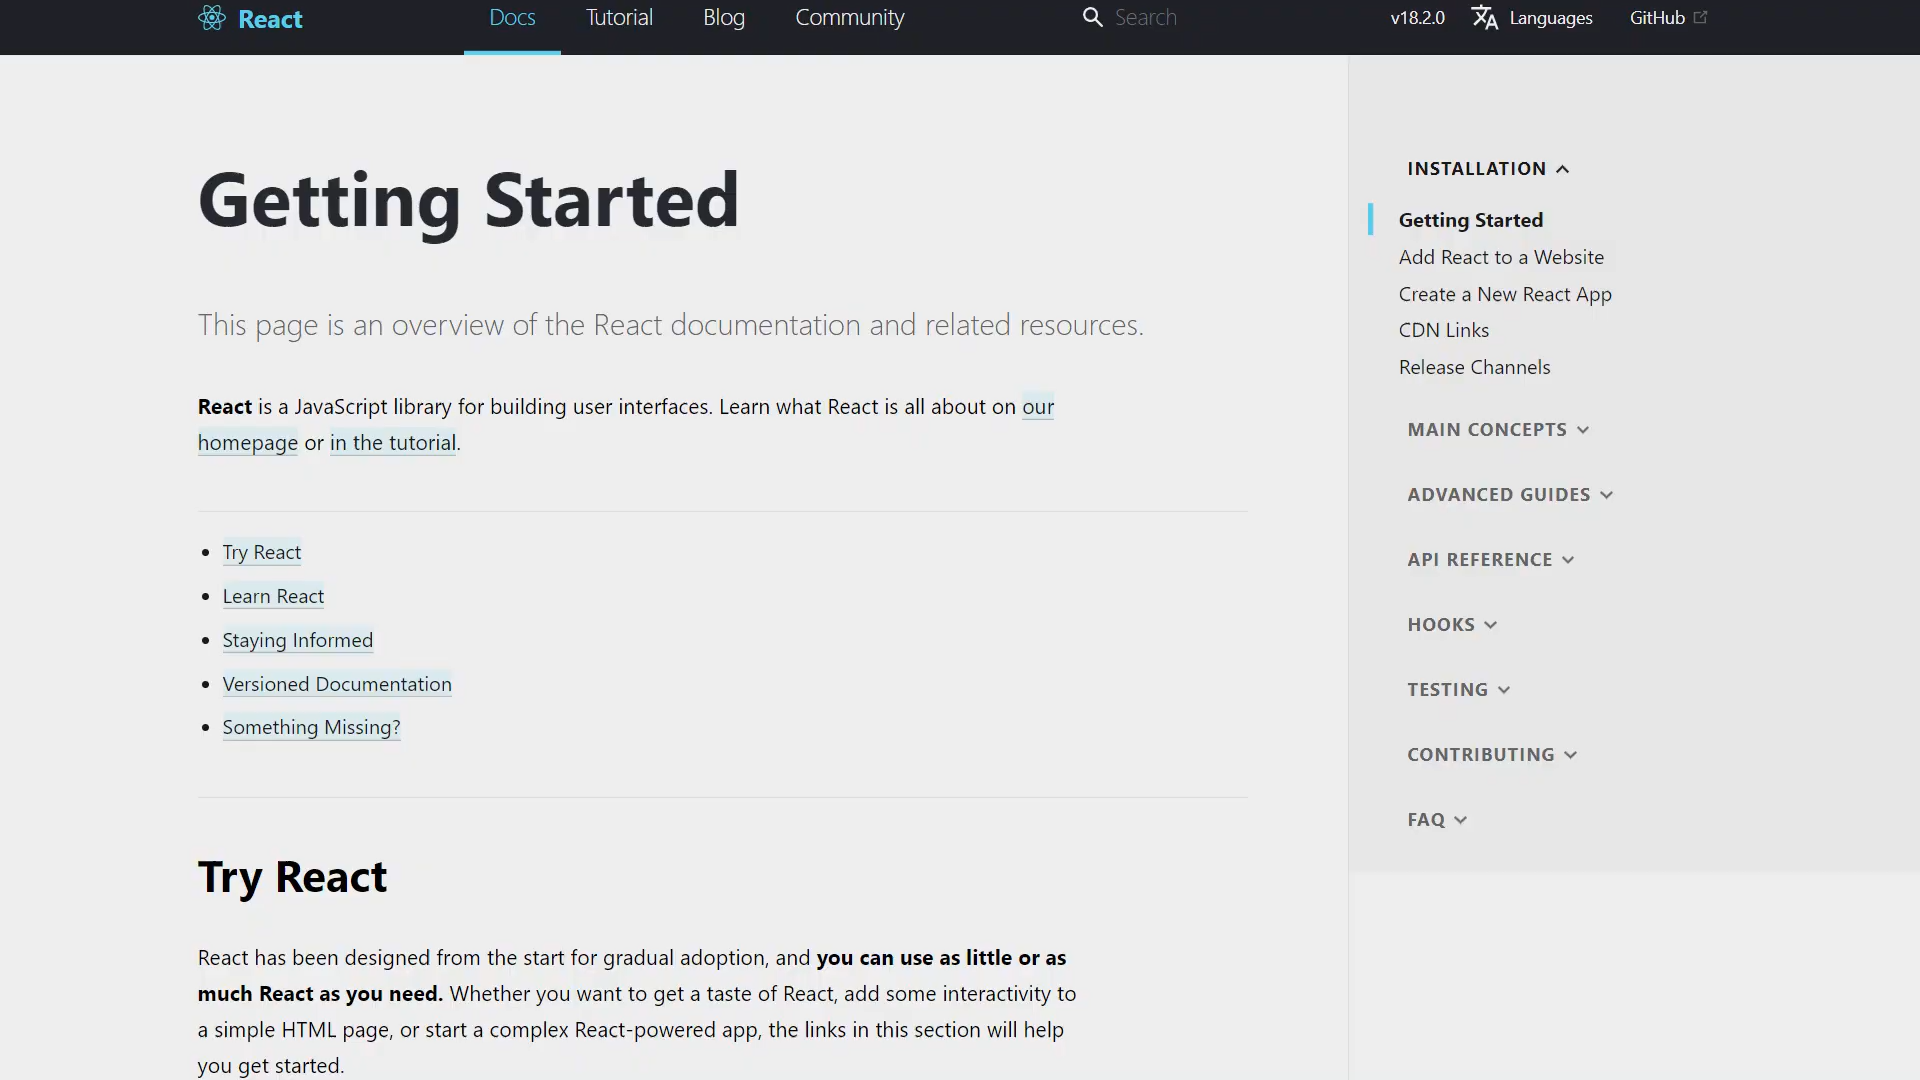 React Docs Tutorial Blog Community Search v18.2.0 Languages GitHub
Getting Started
This page is an overview of the React documentation and related resources.
React is a JavaScript library for building user interfaces. Learn what React is all about on our
homepage or in the tutorial.
Try React
Learn React
Staying Informed
Versioned Documentation
Something Missing?
Try React
React has been designed from the start for gradual adoption, and you can use as little or as
much React as you need. Whether you want to get a taste of React, add some interactivity to
a simple HTML page, or start a complex React-powered app, the links in this section will help
you get started.
INSTALLATION
Getting Started
Add React to a Website
Create a New React App
CDN Links
Release Channels
MAIN CONCEPTS
ADVANCED GUIDES
API REFERENCE
HOOKS
TESTING
CONTRIBUTING
FAQ